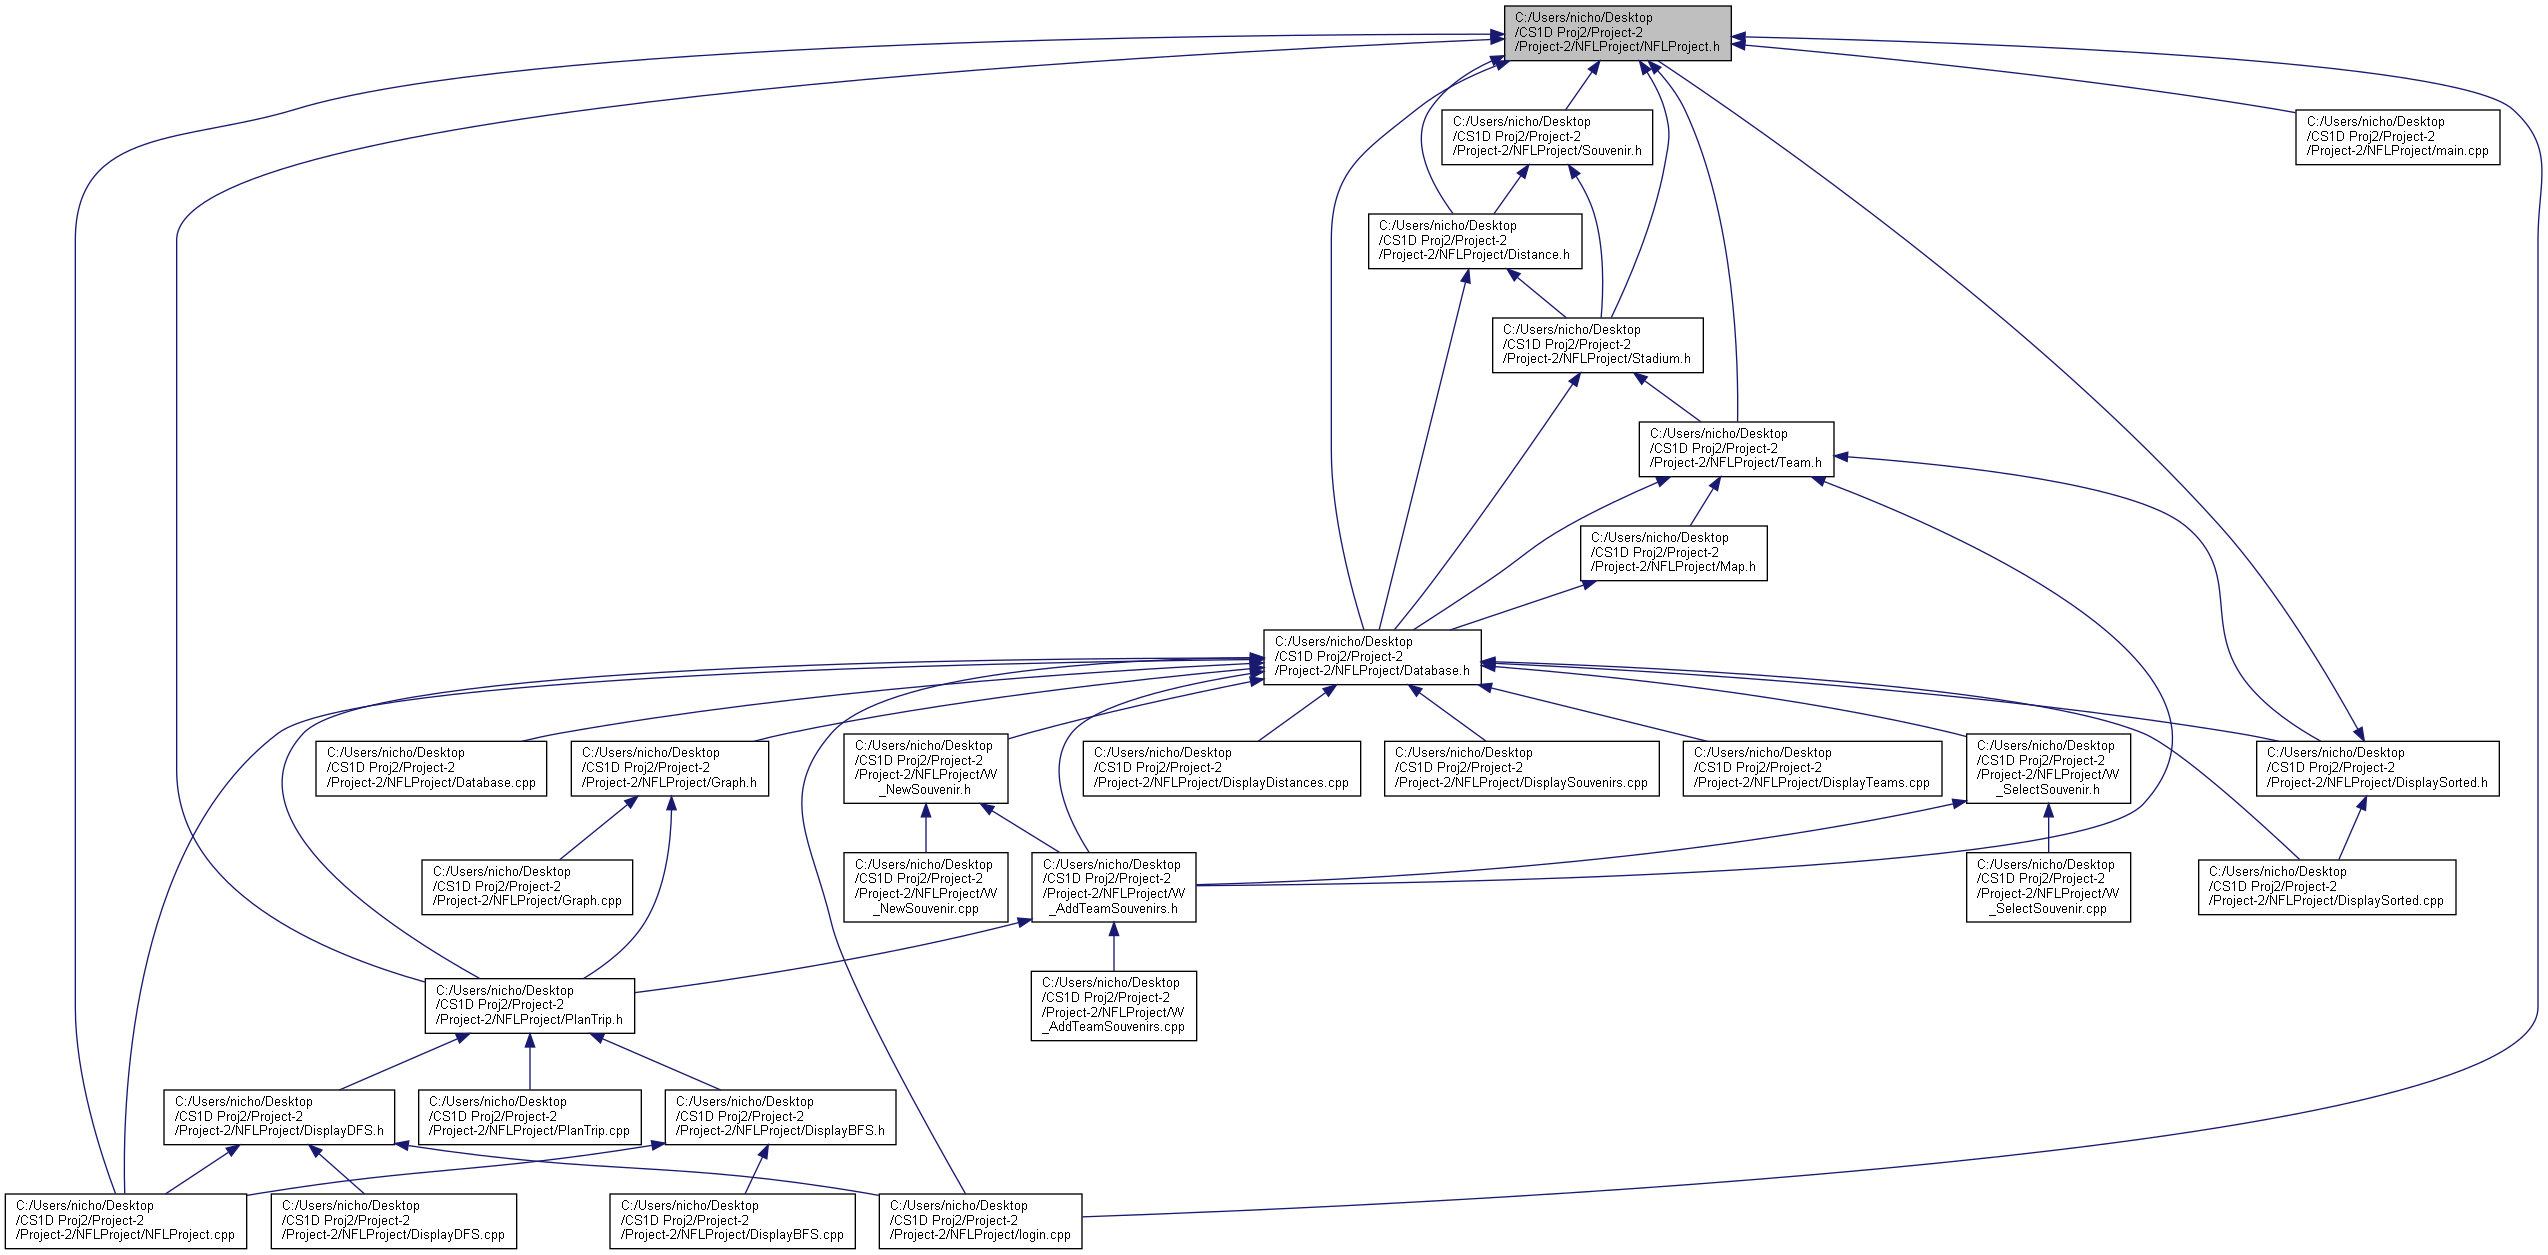 C:/Users/nicho/Desktop
/CS1D Proj2/Project-2
/Project-2/NFLProject/NFLProject.h
C:/Users/nicho/Desktop
/CS1D Proj2/Project-2
/Project-2/NFLProject/Souvenir.h
C:/Users/nicho/Desktop
/CS1D Proj2/Project-2
/Project-2/NFLProject/main.cpp
C:/Users/nicho/Desktop
/CS1D Proj2/Project-2
/Project-2/NFLProject/Distance.h
C:/Users/nicho/Desktop
/CS1D Proj2/Project-2
/Project-2/NFLProject/Stadium.h
C:/Users/nicho/Desktop
/CS1D Proj2/Project-2
/Project-2/NFLProject/Team.h
C:/Users/nicho/Desktop
/CS1D Proj2/Project-2
/Project-2/NFLProject/Map.h
C:/Users/nicho/Desktop
/CS1D Proj2/Project-2
/Project-2/NFLProject/Database.h
C:/Users/nicho/Desktop
/CS1D Proj2/Project-2
/Project-2/NFLProject/Database.cpp
C:/Users/nicho/Desktop
/CS1D Proj2/Project-2
/Project-2/NFLProject/Graph.h
C:/Users/nicho/Desktop
/CS1D Proj2/Project-2
/Project-2/NFLProject/W
_NewSouvenir.h
C:/Users/nicho/Desktop
/CS1D Proj2/Project-2
/Project-2/NFLProject/DisplayDistances.cpp
C:/Users/nicho/Desktop
/CS1D Proj2/Project-2
/Project-2/NFLProject/DisplaySouvenirs.cpp
C:/Users/nicho/Desktop
/CS1D Proj2/Project-2
/Project-2/NFLProject/DisplayTeams.cpp
C:/Users/nicho/Desktop
/CS1D Proj2/Project-2
/Project-2/NFLProject/W
_SelectSouvenir.h
C:/Users/nicho/Desktop
/CS1D Proj2/Project-2
/Project-2/NFLProject/DisplaySorted.h
C:/Users/nicho/Desktop
/CS1D Proj2/Project-2
/Project-2/NFLProject/Graph.cpp
C:/Users/nicho/Desktop
/CS1D Proj2/Project-2
/Project-2/NFLProject/W
_NewSouvenir.cpp
C:/Users/nicho/Desktop
/CS1D Proj2/Project-2
/Project-2/NFLProject/W
_AddTeamSouvenirs.h
C:/Users/nicho/Desktop
/CS1D Proj2/Project-2
/Project-2/NFLProject/W
_SelectSouvenir.cpp
C:/Users/nicho/Desktop
/CS1D Proj2/Project-2
/Project-2/NFLProject/DisplaySorted.cpp
C:/Users/nicho/Desktop
/CS1D Proj2/Project-2
/Project-2/NFLProject/PlanTrip.h
C:/Users/nicho/Desktop
/CS1D Proj2/Project-2
/Project-2/NFLProject/W
_AddTeamSouvenirs.cpp
C:/Users/nicho/Desktop
/CS1D Proj2/Project-2
/Project-2/NFLProject/DisplayDFS.h
C:/Users/nicho/Desktop
/CS1D Proj2/Project-2
/Project-2/NFLProject/PlanTrip.cpp
C:/Users/nicho/Desktop
/CS1D Proj2/Project-2
/Project-2/NFLProject/DisplayBFS.h
C:/Users/nicho/Desktop
/CS1D Proj2/Project-2
/Project-2/NFLProject/NFLProject.cpp
C:/Users/nicho/Desktop
/CS1D Proj2/Project-2
/Project-2/NFLProject/DisplayDFS.cpp
C:/Users/nicho/Desktop
/CS1D Proj2/Project-2
/Project-2/NFLProject/DisplayBFS.cpp
C:/Users/nicho/Desktop
/CS1D Proj2/Project-2
/Project-2/NFLProject/login.cpp